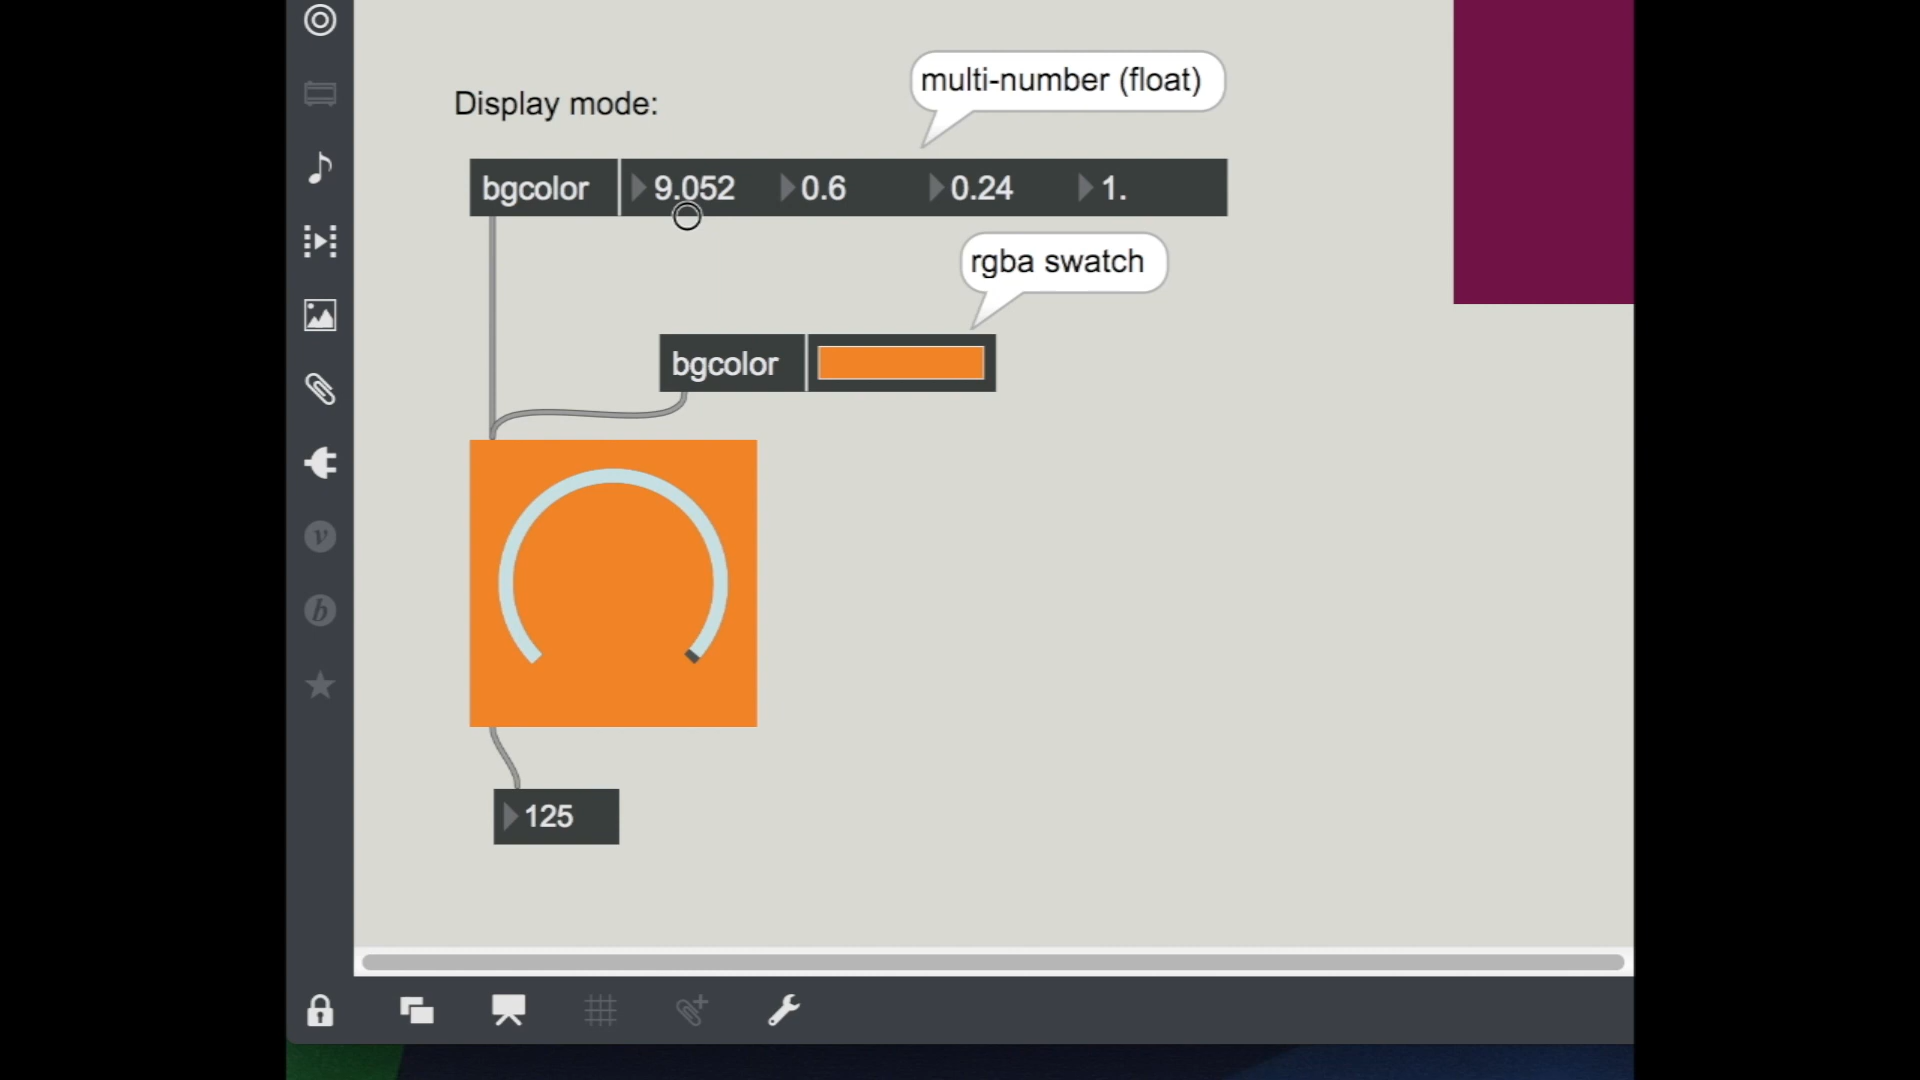 multi-number (float)
Display mode:
bgcolor 9.052 0.6 0.24 1.
rgba swatch
bgcolor
125